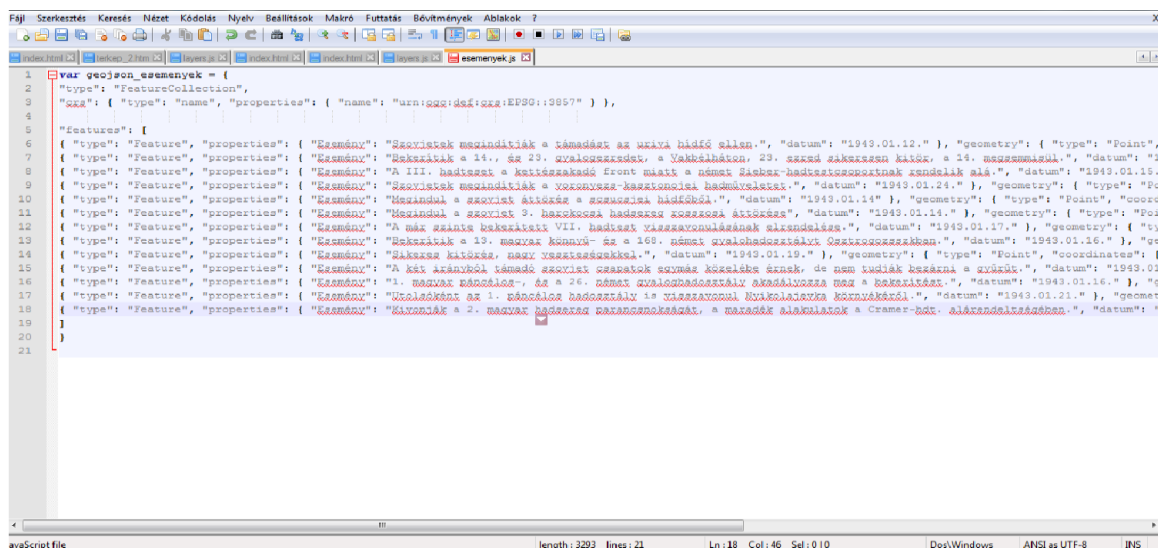 Fájl Szerkesztés Keresés Nézet Kódolás Nyelv Beállítások Makró Futtatás Bővítmények Ablakok ? X
index.html terkep_2.htm layers.js index.html index.html layers.js esemenyek.js
1 var geojson_esemenyek = {
2 "type": "FeatureCollection",
3 "crs": { "type": "name", "properties": { "name": "urn:ogc:def:crs:EPSG::3857" } },
4
5 "features": [
6 { "type": "Feature", "properties": { "Esemény": "Szovjetek megindítják a támadást az urivi hídfő ellen.", "datum": "1943.01.12." }, "geometry": { "type": "Point",
7 { "type": "Feature", "properties": { "Esemény": "Bekerítik a 14., és 23. gyalogezredet, a Vakbélháton, 23. ezred sikeresen kitör, a 14. megsemmisül.", "datum": "1
8 { "type": "Feature", "properties": { "Esemény": "A III. hadtest a kettészakadó front miatt a német Sieber-hadtestcsoportnak rendelik alá.", "datum": "1943.01.15.
9 { "type": "Feature", "properties": { "Esemény": "Szovjetek megindítják a voronyezs-kasztornojei hadműveletet.", "datum": "1943.01.24." }, "geometry": { "type": "Po
10 { "type": "Feature", "properties": { "Esemény": "Megindul a szovjet áttörés a scsucsjei hídfőből.", "datum": "1943.01.14" }, "geometry": { "type": "Point", "coord
11 { "type": "Feature", "properties": { "Esemény": "Megindul a szovjet 3. harckocsi hadsereg rosszosi áttörése", "datum": "1943.01.14." }, "geometry": { "type": "Poi
12 { "type": "Feature", "properties": { "Esemény": "A már szinte bekerített VII. hadtest visszavonulásának elrendelése.", "datum": "1943.01.17." }, "geometry": { "ty
13 { "type": "Feature", "properties": { "Esemény": "Bekerítik a 13. magyar könnyű- és a 168. német gyaloghadosztályt Osztrogozsszkban.", "datum": "1943.01.16." }, "ge
14 { "type": "Feature", "properties": { "Esemény": "Sikeres kitörés, nagy veszteségekkel.", "datum": "1943.01.19." }, "geometry": { "type": "Point", "coordinates": [
15 { "type": "Feature", "properties": { "Esemény": "A két irányból támadó szovjet csapatok egymás közelébe érnek, de nem tudják bezárni a gyűrűt.", "datum": "1943.01
16 { "type": "Feature", "properties": { "Esemény": "1. magyar páncélos-, és a 26. német gyaloghadosztály akadályozza meg a bekerítést.", "datum": "1943.01.16." }, "g
17 { "type": "Feature", "properties": { "Esemény": "Utolsóként az 1. páncélos hadosztály is visszavonul Nyikolajevka környékéről.", "datum": "1943.01.21." }, "geomet
18 { "type": "Feature", "properties": { "Esemény": "Kivonják a 2. magyar hadsereg parancsnokságát, a maradék alakulatok a Cramer-hdt. alárendeltségében.", "datum": "
19 ]
20 }
21
avaScript file length : 3293 lines : 21 Ln : 18 Col : 46 Sel : 0 | 0 Dos\Windows ANSI as UTF-8 INS